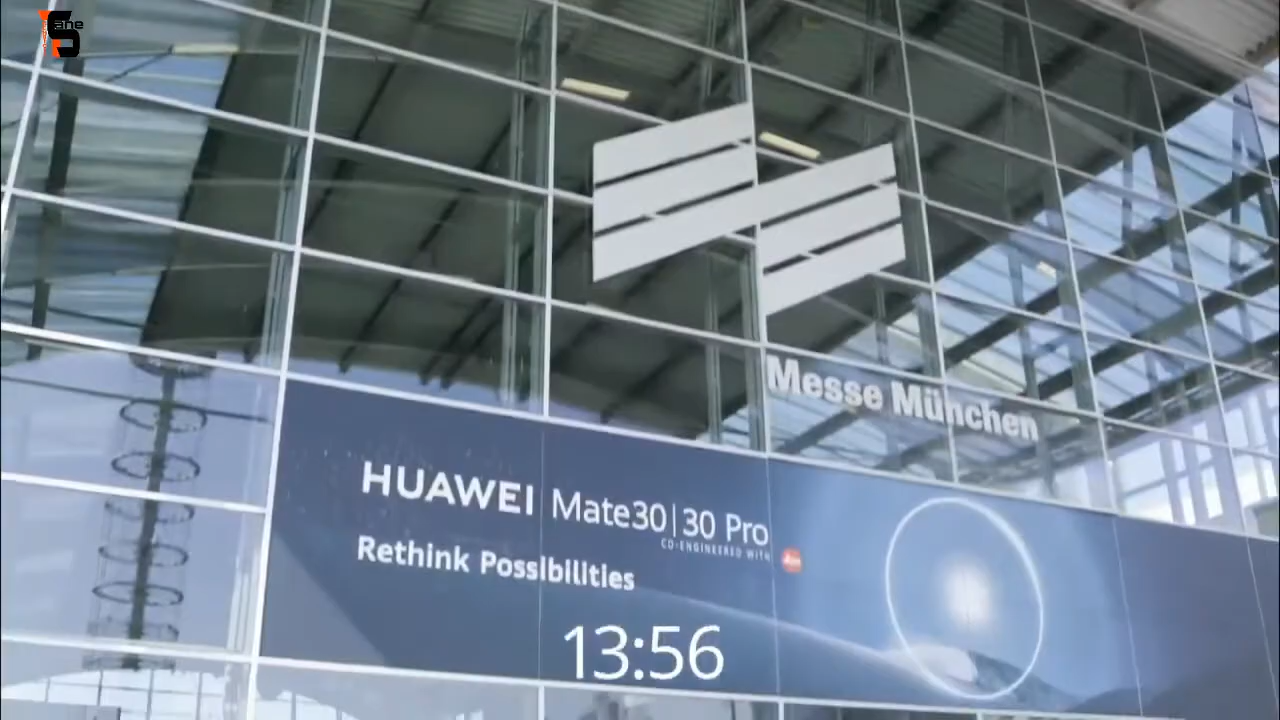 Messe München
HUAWEI Mate30|30 Pro
CO-ENGINEERED WITH
Rethink Possibilities
13:56